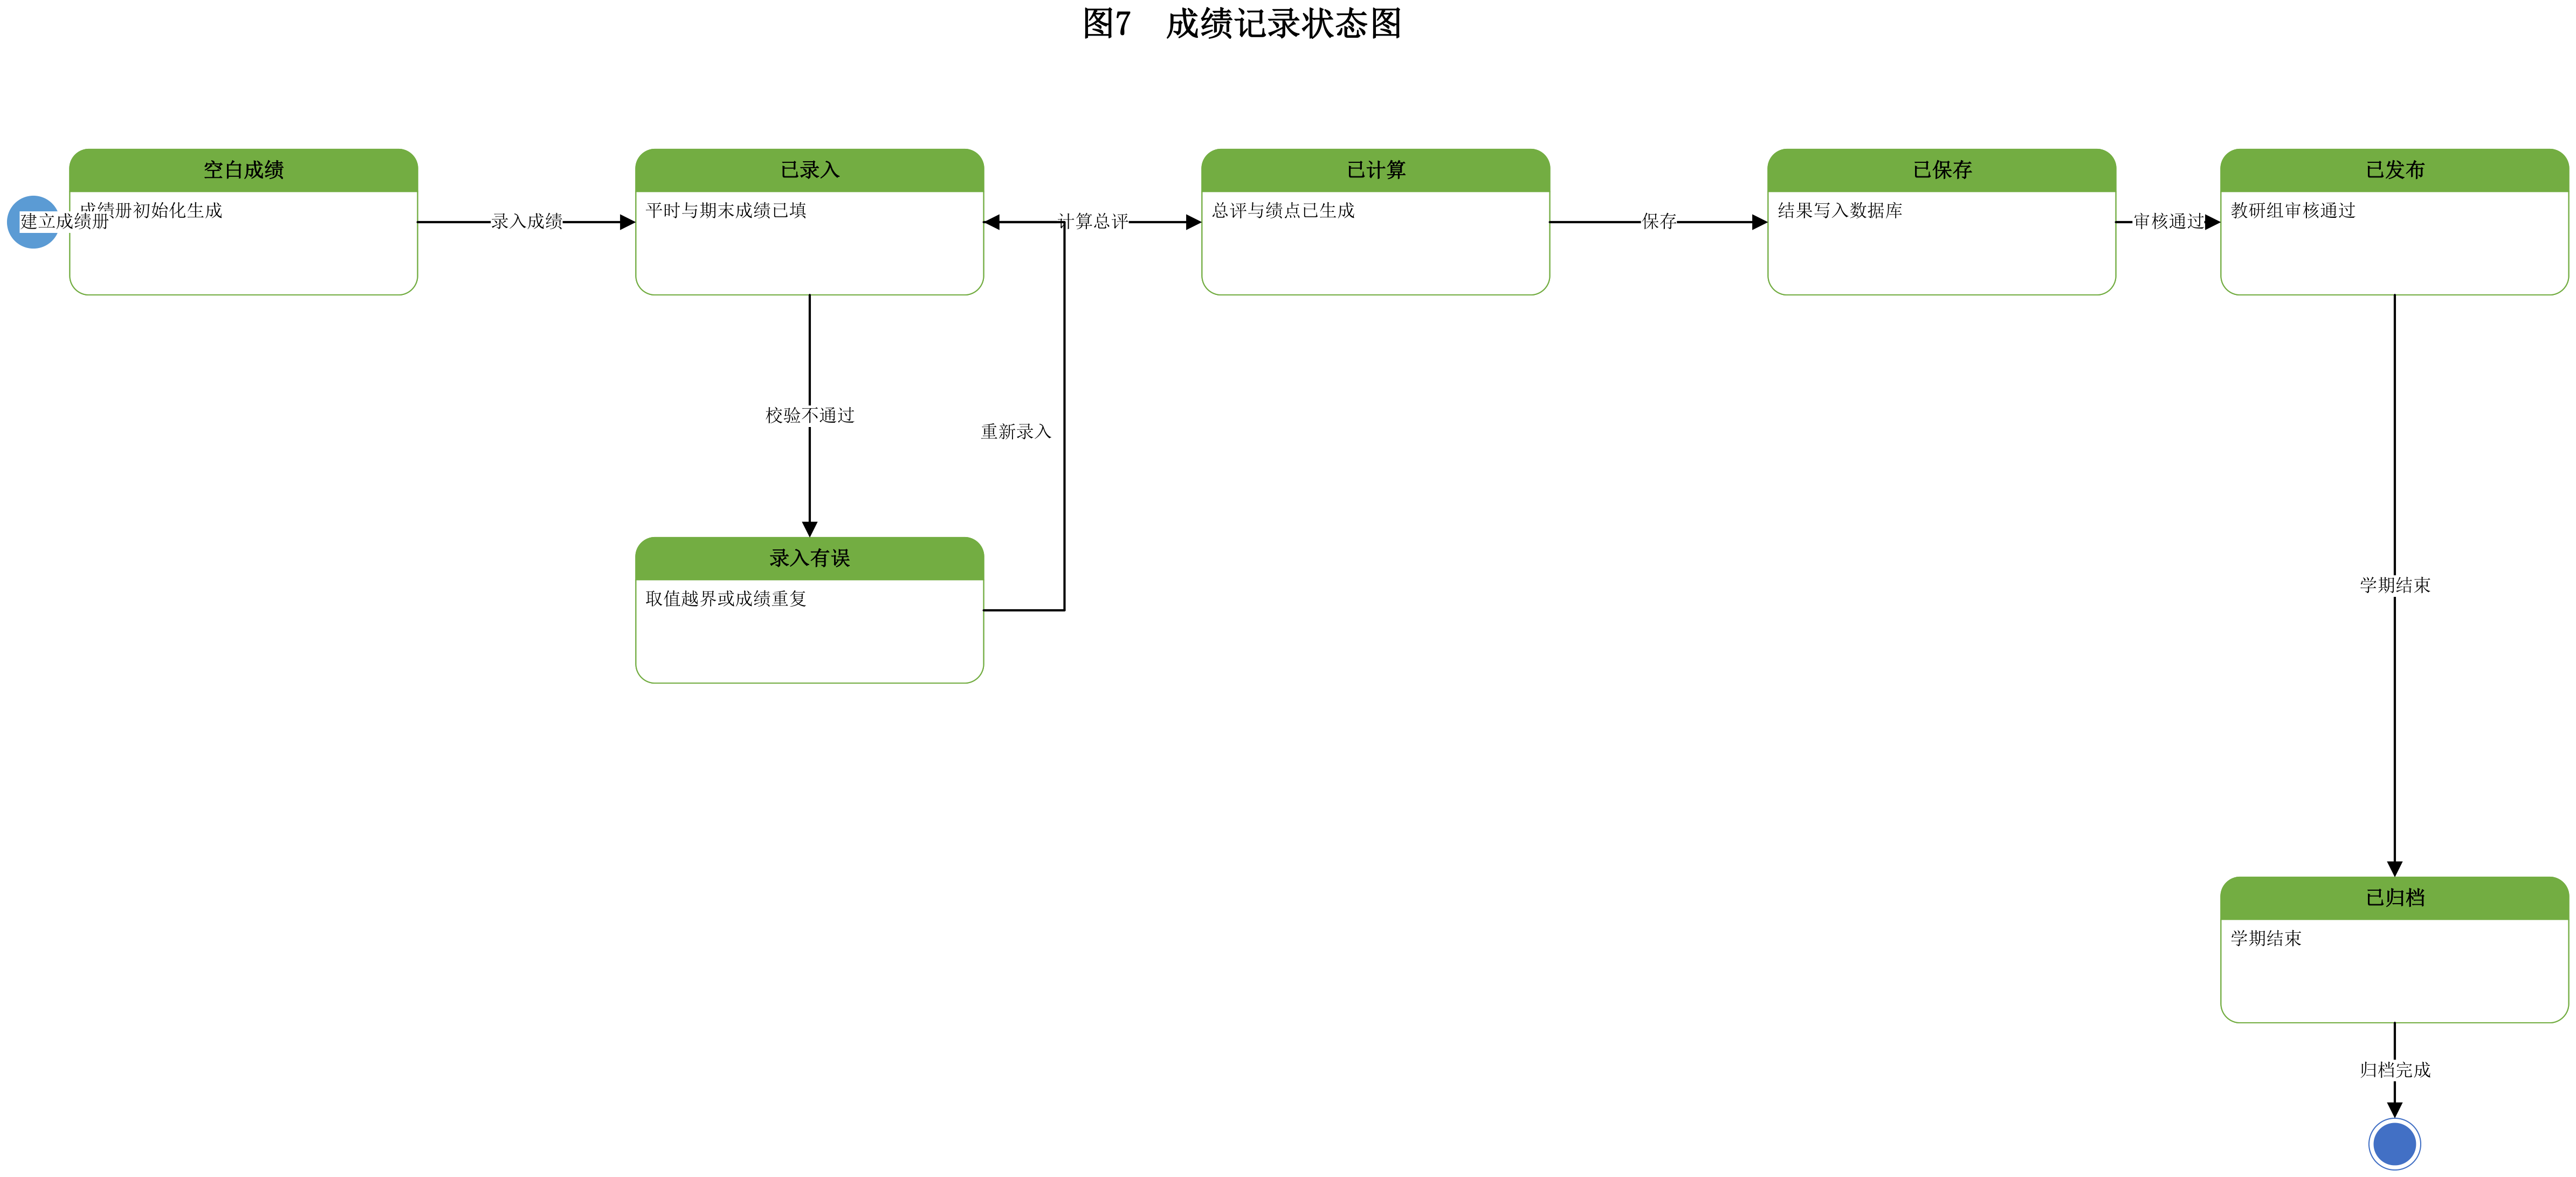 图7 成绩记录状态图
空白成绩
成绩册初始化生成
建立成绩册
录入成绩
已录入
平时与期末成绩已填
计算总评
已计算
总评与绩点已生成
保存
已保存
结果写入数据库
审核通过
已发布
教研组审核通过
校验不通过
重新录入
录入有误
取值越界或成绩重复
学期结束
已归档
学期结束
归档完成